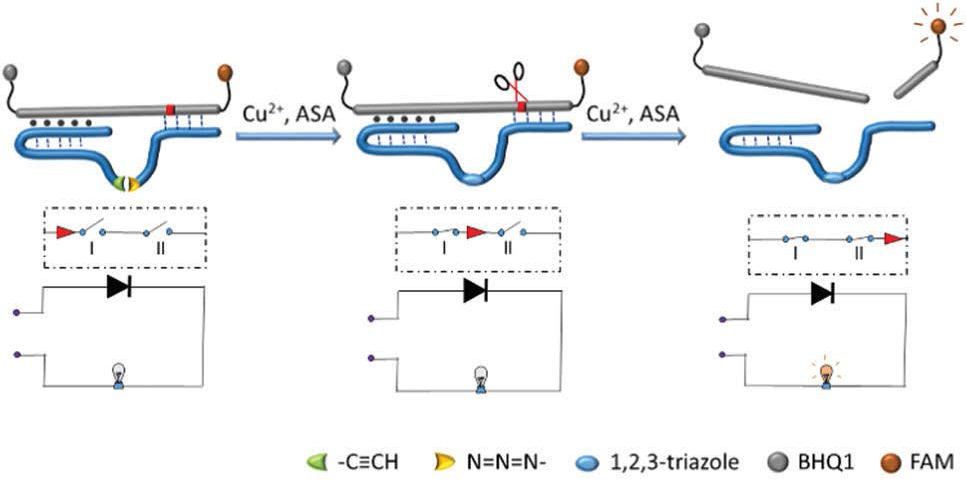 Cu²⁺, ASA
Cu²⁺, ASA
I II
I II
I II
-C≡CH N=N=N- 1,2,3-triazole BHQ1 FAM